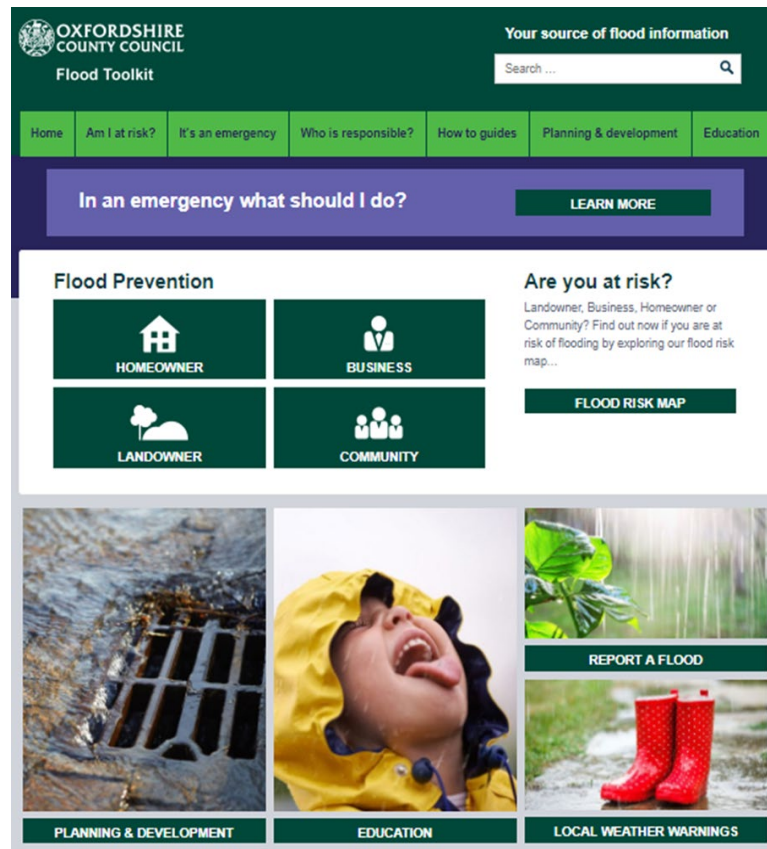 OXFORDSHIRE
COUNTY COUNCIL
Flood Toolkit
Your source of flood information
Search ...
Home
Am I at risk?
It's an emergency
Who is responsible?
How to guides
Planning & development
Education
In an emergency what should I do?
LEARN MORE
Flood Prevention
HOMEOWNER
BUSINESS
LANDOWNER
COMMUNITY
Are you at risk?
Landowner, Business, Homeowner or
Community? Find out now if you are at
risk of flooding by exploring our flood risk
map...
FLOOD RISK MAP
REPORT A FLOOD
PLANNING & DEVELOPMENT
EDUCATION
LOCAL WEATHER WARNINGS